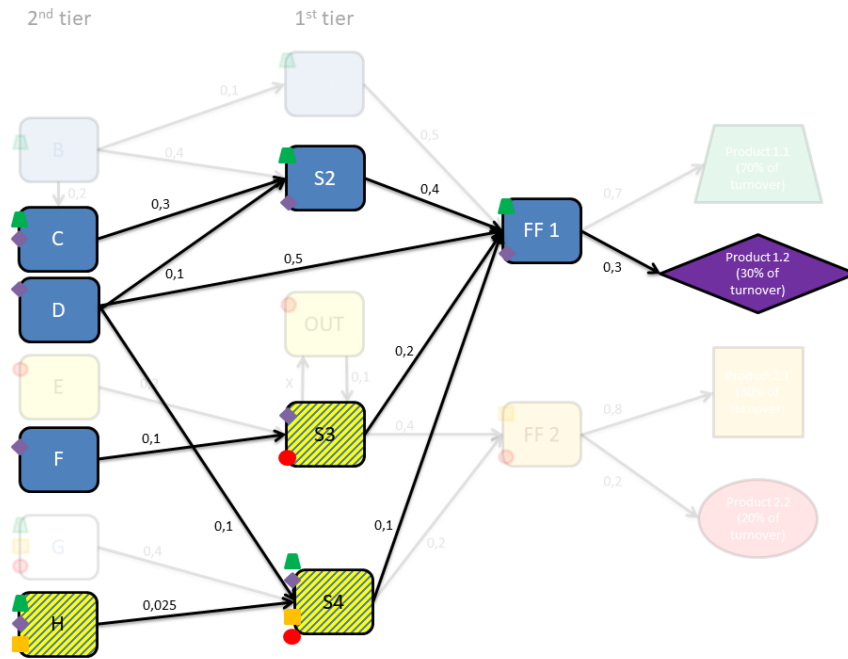 2nd tier
1st tier
0,1
0,5
B
0,4
0,2
Product 1.1
(70% of
turnover)
0,7
S2
0,3
0,4
C
FF 1
0,1
0,5
0,3
Product 1.2
(30% of
turnover)
D
OUT
0,2
X
0,1
E
0,8
S3
0,4
FF 2
F
0,1
0,2
Product 2.2
(20% of
turnover)
0,1
0,1
0,2
G
0,4
S4
0,025
H